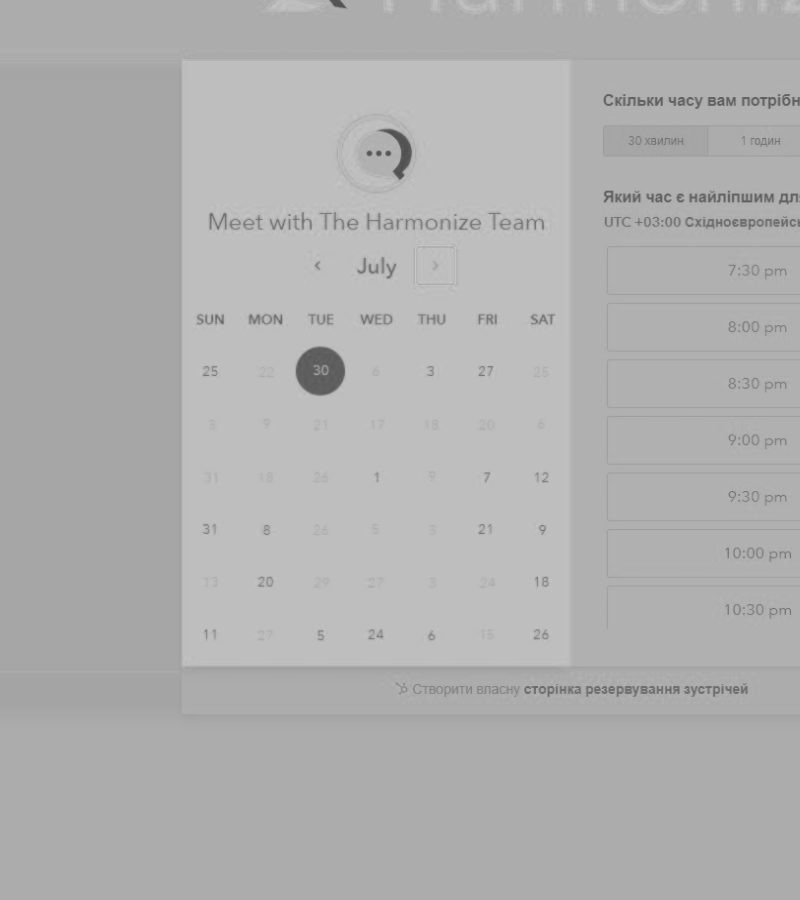 Harmoniz
Meet with The Harmonize Team
July
SUN MON TUE WED THU FRI SAT
25 22 30 6 3 27 25
3 9 21 17 18 20 6
31 18 26 1 9 7 12
31 8 26 5 3 21 9
13 20 29 27 3 24 18
11 27 5 24 6 15 26
Скільки часу вам потрібн
30 хвилин 1 годин
Який час є найліпшим дл
UTC +03:00 Східноєвропейсь
7:30 pm
8:00 pm
8:30 pm
9:00 pm
9:30 pm
10:00 pm
10:30 pm
Створити власну сторінка резервування зустрічей